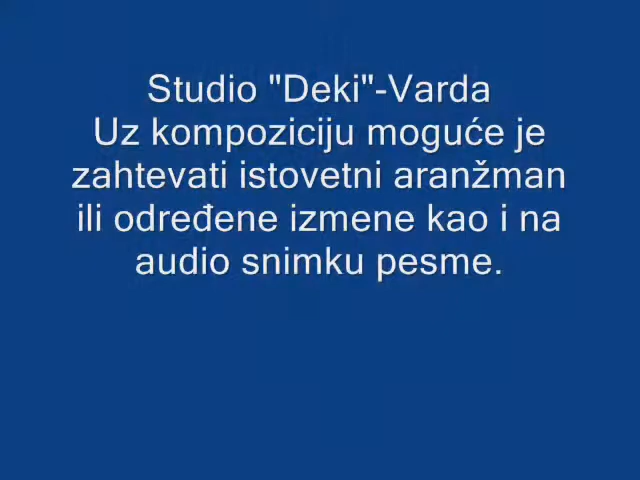 Studio "Deki"-Varda
Uz kompoziciju moguće je
zahtevati istovetni aranžman
ili određene izmene kao i na
audio snimku pesme.